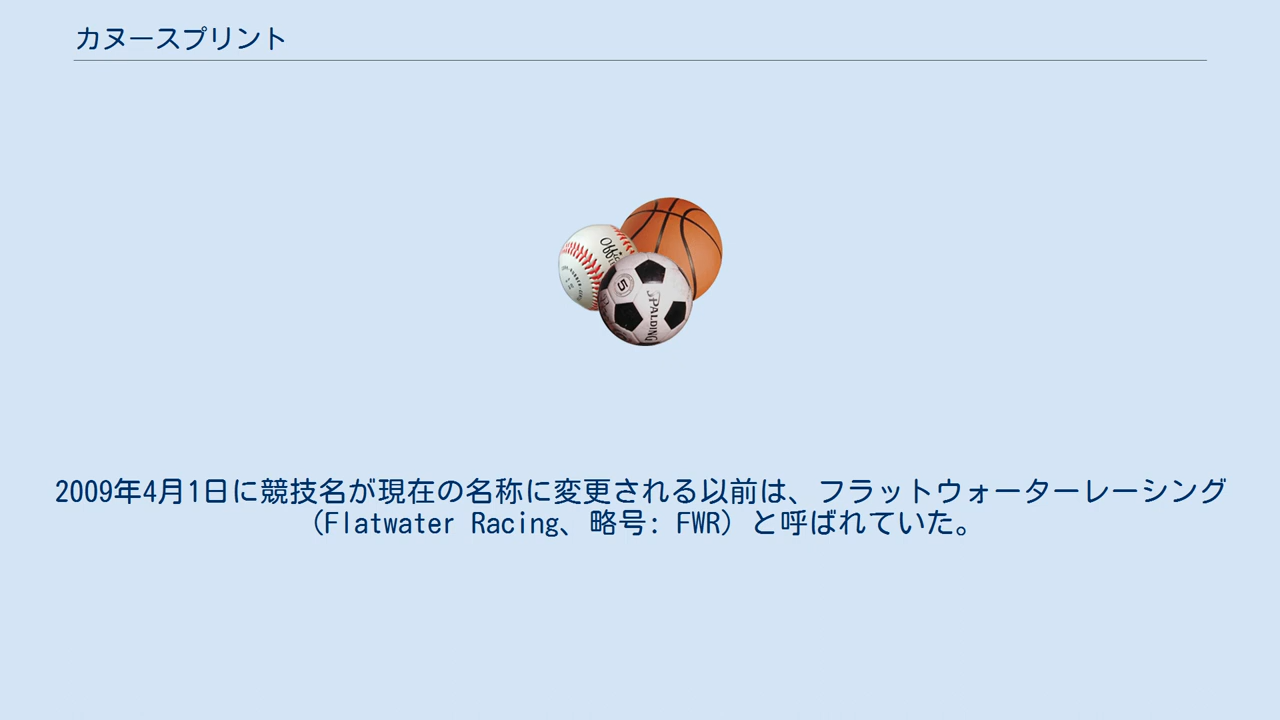 カヌースプリント
Offic
5
SPALDING
2009年4月1日に競技名が現在の名称に変更される以前は、フラットウォーターレーシング
（Flatwater Racing、略号: FWR）と呼ばれていた。